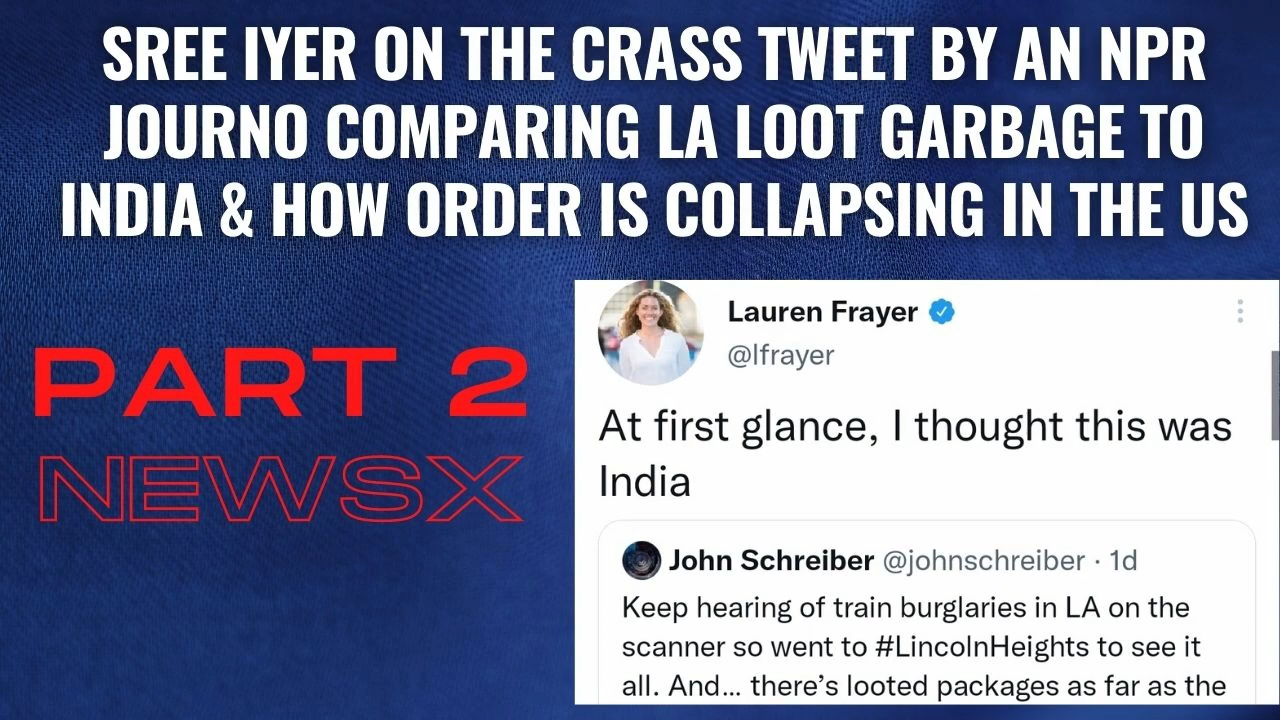 SREE IYER ON THE CRASS TWEET BY AN NPR
JOURNO COMPARING LA LOOT GARBAGE TO
INDIA & HOW ORDER IS COLLAPSING IN THE US
PART 2
NEWSX
Lauren Frayer
@lfrayer
At first glance, I thought this was
India
John Schreiber @johnschreiber · 1d
Keep hearing of train burglaries in LA on the
scanner so went to #LincolnHeights to see it
all. And... there's looted packages as far as the